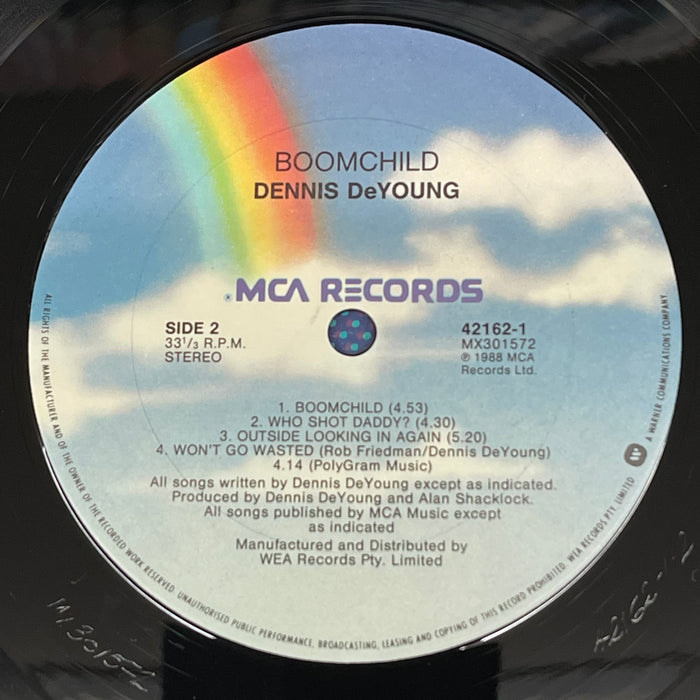 BOOMCHILD
DENNIS DeYOUNG
MCA RECORDS
SIDE 2
33 1/3 R.P.M.
STEREO
42162-1
MX301572
℗ 1988 MCA
Records Ltd.
1. BOOMCHILD (4.53)
2. WHO SHOT DADDY? (4.30)
3. OUTSIDE LOOKING IN AGAIN (5.20)
4. WON'T GO WASTED (Rob Friedman/Dennis DeYoung)
4.14 (PolyGram Music)
All songs written by Dennis DeYoung except as indicated.
Produced by Dennis DeYoung and Alan Shacklock.
All songs published by MCA Music except
as indicated
Manufactured and Distributed by
WEA Records Pty. Limited
ALL RIGHTS OF THE MANUFACTURER AND OF THE OWNER OF THE RECORDED WORK RESERVED. UNAUTHORISED PUBLIC PERFORMANCE, BROADCASTING, LEASING AND COPYING OF THIS RECORD PROHIBITED. WEA RECORDS PTY. LIMITED
A WARNER COMMUNICATIONS COMPANY.